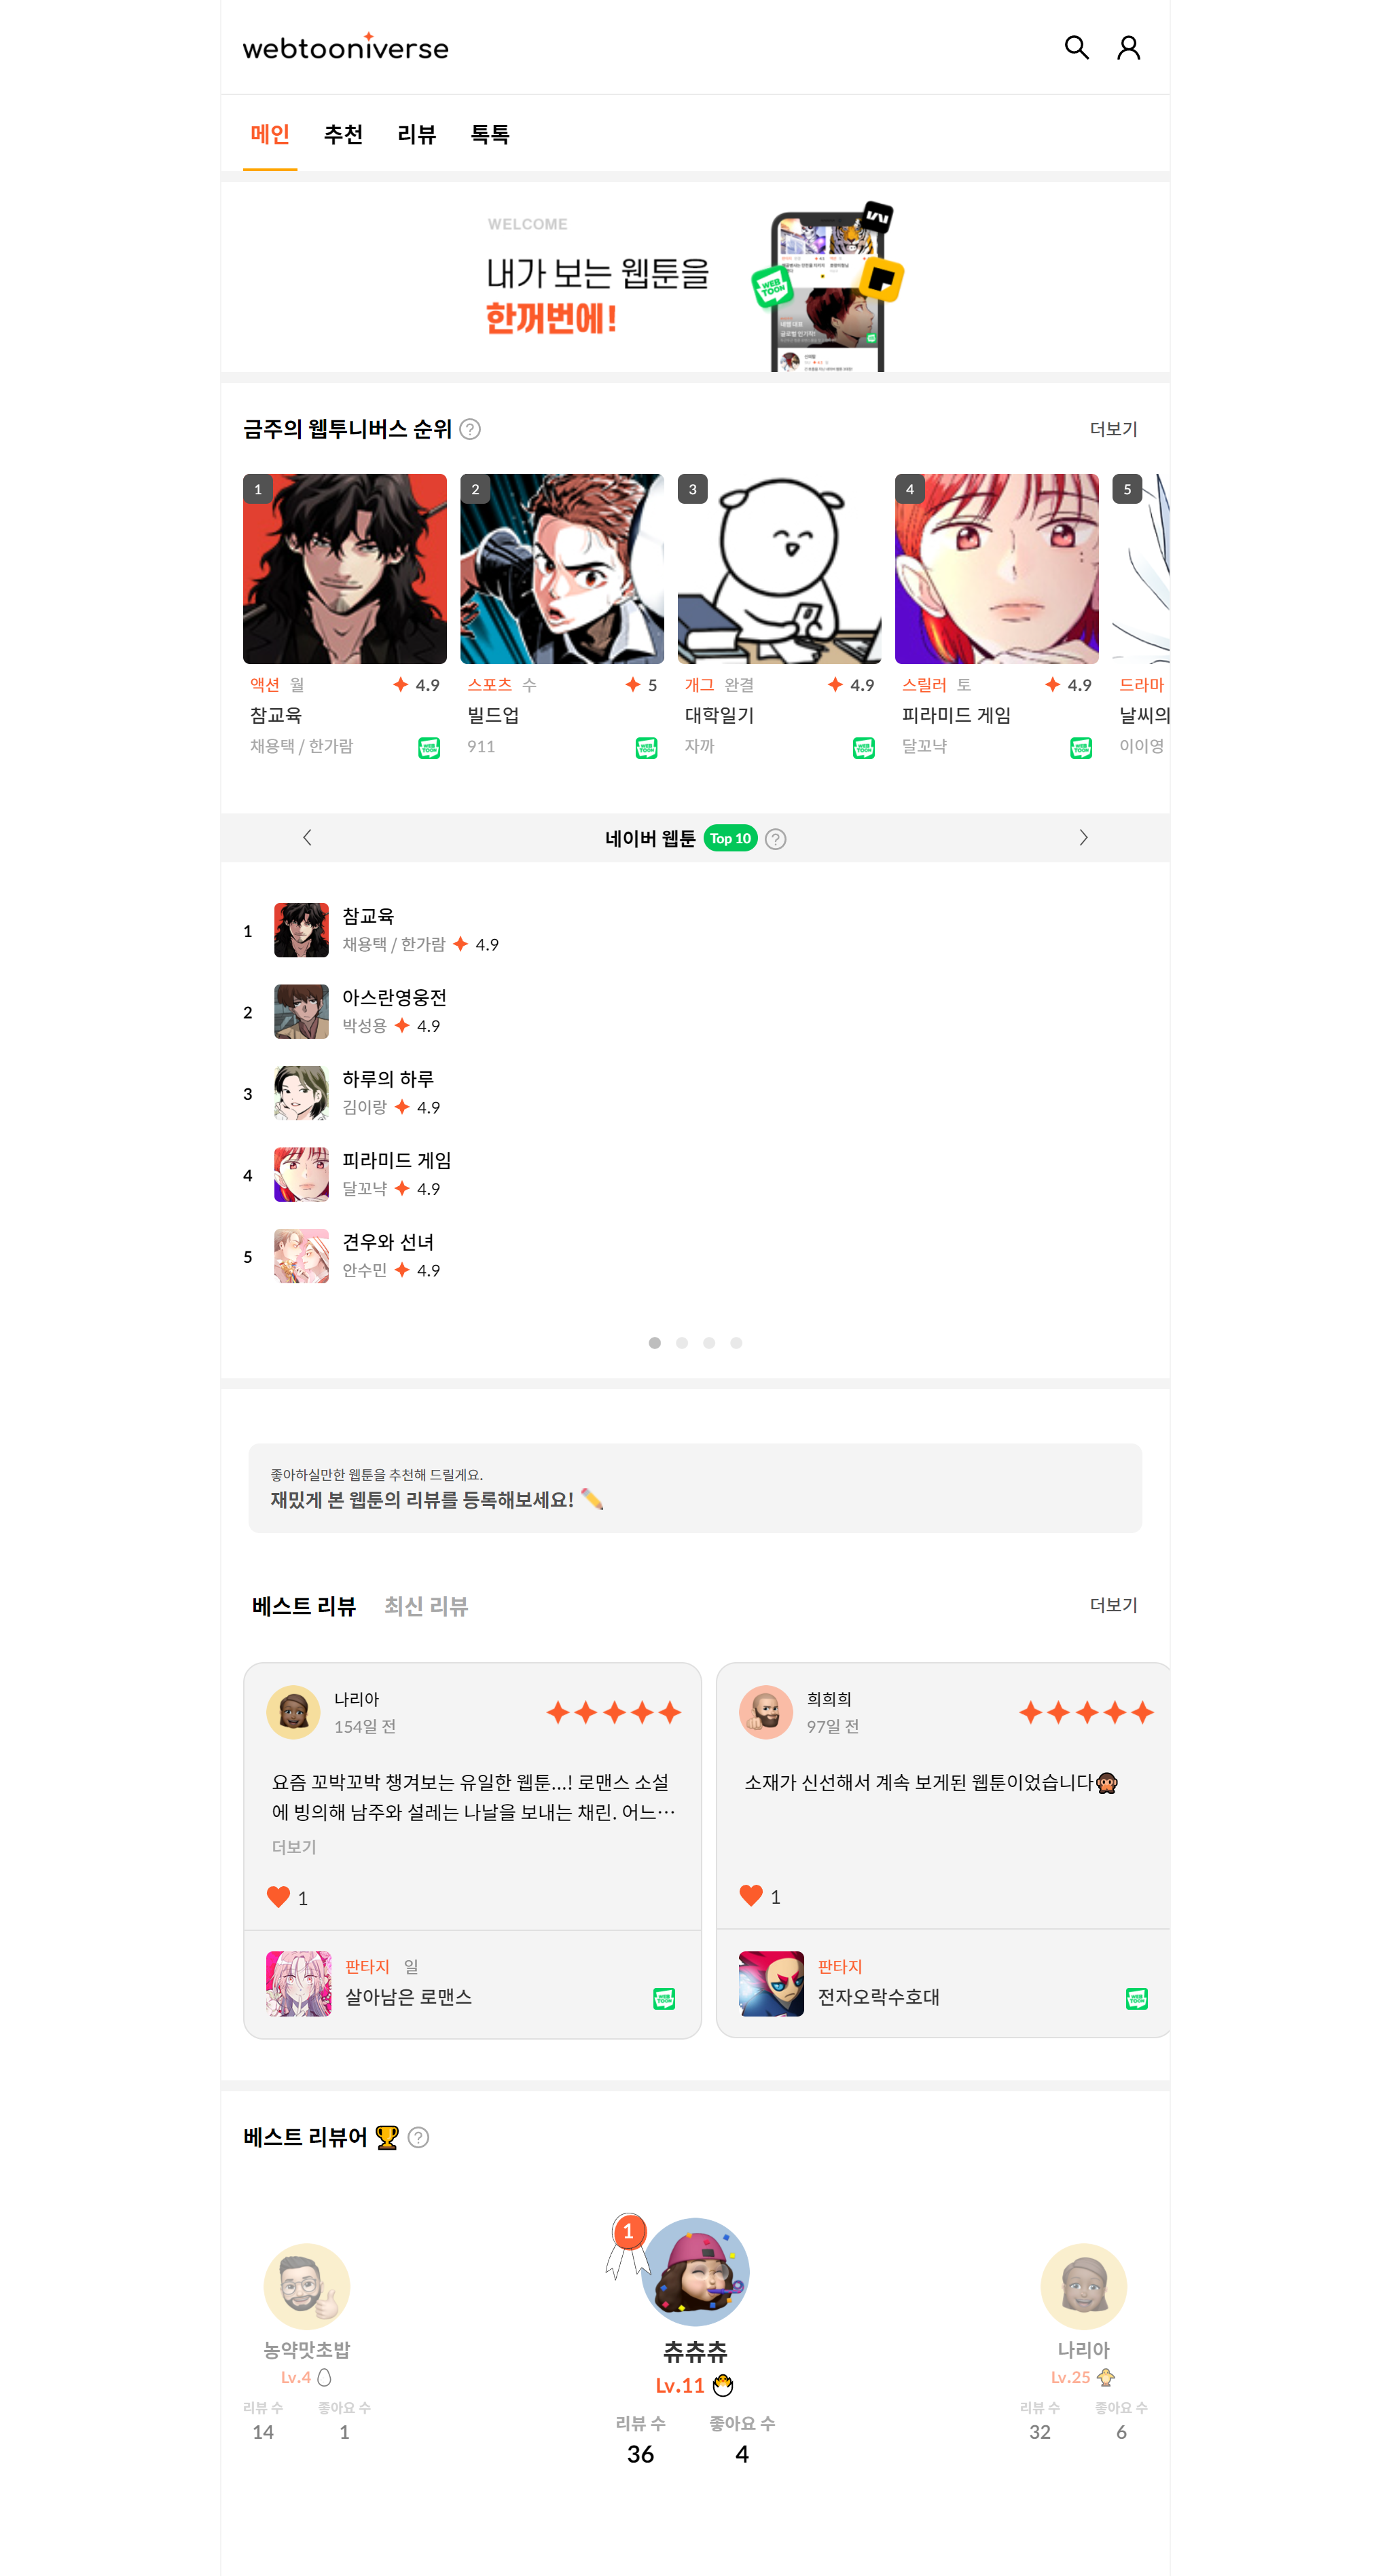 webtooniverse
메인 추천 리뷰 톡톡
WELCOME
내가 보는 웹툰을
한꺼번에!
WEB
TOON
금주의 웹투니버스 순위 ? 더보기
1 2 3 4 5
액션 월 4.9 스포츠 수 5 개그 완결 4.9 스릴러 토 4.9 드라마
참교육 빌드업 대학일기 피라미드 게임 날씨의
채용택 / 한가람 911 자까 달꼬냑 이이영
네이버 웹툰 Top 10 ?
1 참교육
채용택 / 한가람 4.9
2 아스란영웅전
박성용 4.9
3 하루의 하루
김이랑 4.9
4 피라미드 게임
달꼬냑 4.9
5 견우와 선녀
안수민 4.9
좋아하실만한 웹툰을 추천해 드릴게요.
재밌게 본 웹툰의 리뷰를 등록해보세요! ✏️
베스트 리뷰 최신 리뷰 더보기
나리아
154일 전
요즘 꼬박꼬박 챙겨보는 유일한 웹툰...! 로맨스 소설
에 빙의해 남주와 설레는 나날을 보내는 채린. 어느…
더보기
1
판타지 일
살아남은 로맨스
희희희
97일 전
소재가 신선해서 계속 보게된 웹툰이었습니다🙊
1
판타지
전자오락수호대
베스트 리뷰어 🏆 ?
농약맛초밥
Lv.4
리뷰 수 좋아요 수
14 1
1
츄츄츄
Lv.11
리뷰 수 좋아요 수
36 4
나리아
Lv.25
리뷰 수 좋아요 수
32 6